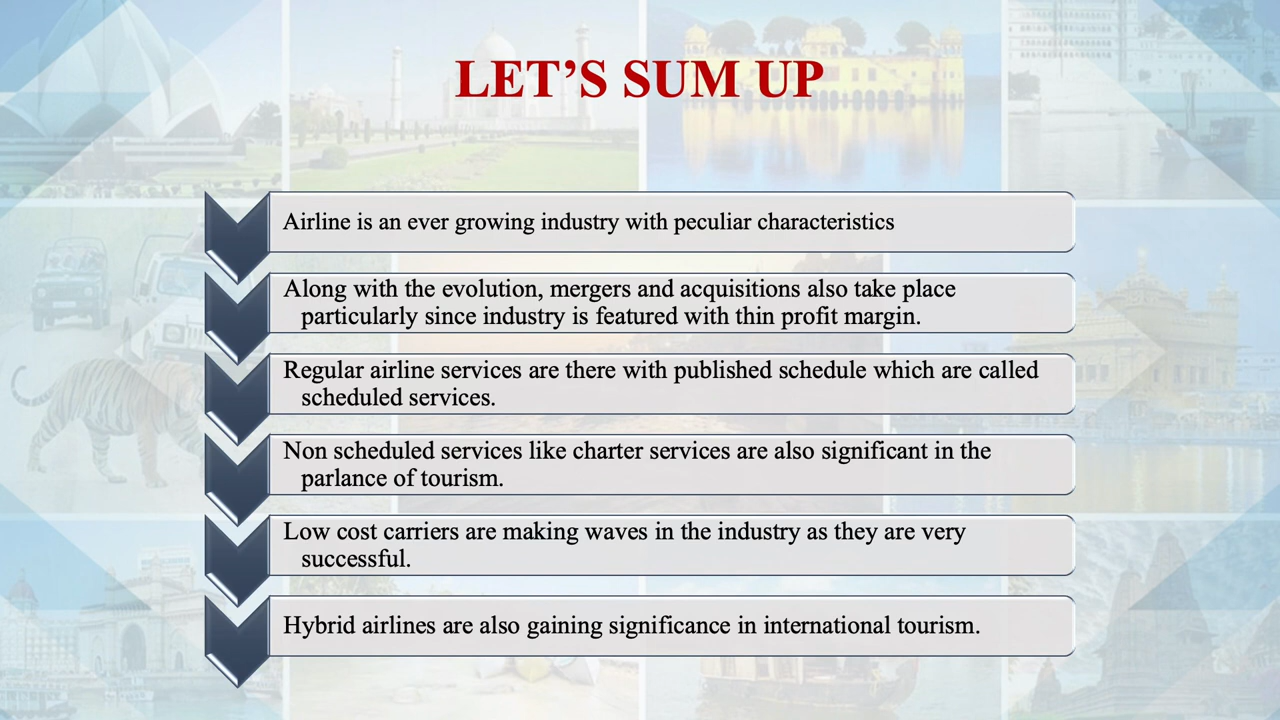 LET’S SUM UP
Airline is an ever growing industry with peculiar characteristics
Along with the evolution, mergers and acquisitions also take place
particularly since industry is featured with thin profit margin.
Regular airline services are there with published schedule which are called
scheduled services.
Non scheduled services like charter services are also significant in the
parlance of tourism.
Low cost carriers are making waves in the industry as they are very
successful.
Hybrid airlines are also gaining significance in international tourism.